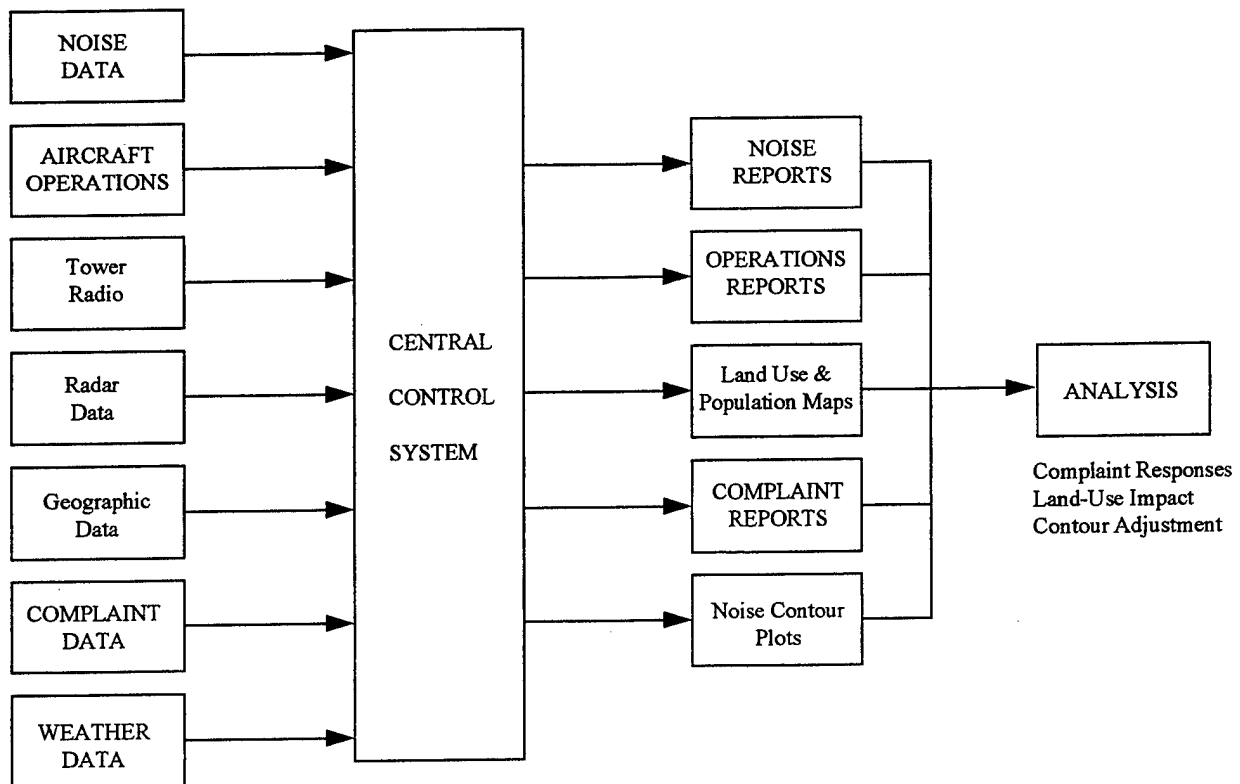 NOISE
DATA
AIRCRAFT
OPERATIONS
Tower
Radio
Radar
Data
Geographic
Data
COMPLAINT
DATA
WEATHER
DATA
CENTRAL
CONTROL
SYSTEM
NOISE
REPORTS
OPERATIONS
REPORTS
Land Use &
Population Maps
COMPLAINT
REPORTS
Noise Contour
Plots
ANALYSIS
Complaint Responses
Land-Use Impact
Contour Adjustment